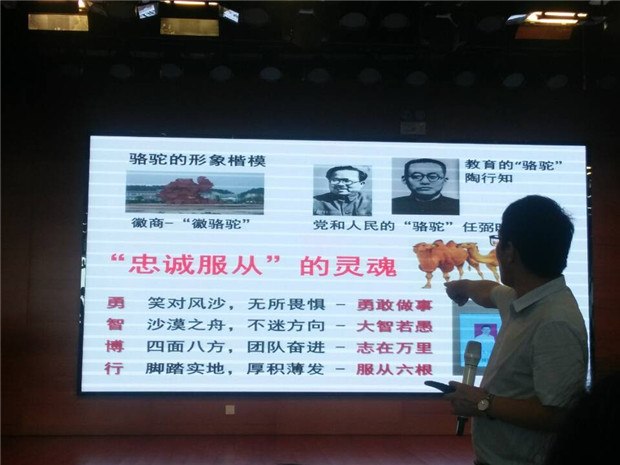 骆驼的形象楷模
教育的“骆驼”
陶行知
徽商-“徽骆驼”
党和人民的“骆驼”任弼
“忠诚服从”的灵魂
勇 笑对风沙，无所畏惧 - 勇敢做事
智 沙漠之舟，不迷方向 - 大智若愚
博 四面八方，团队奋进 - 志在万里
行 脚踏实地，厚积薄发 - 服从六根